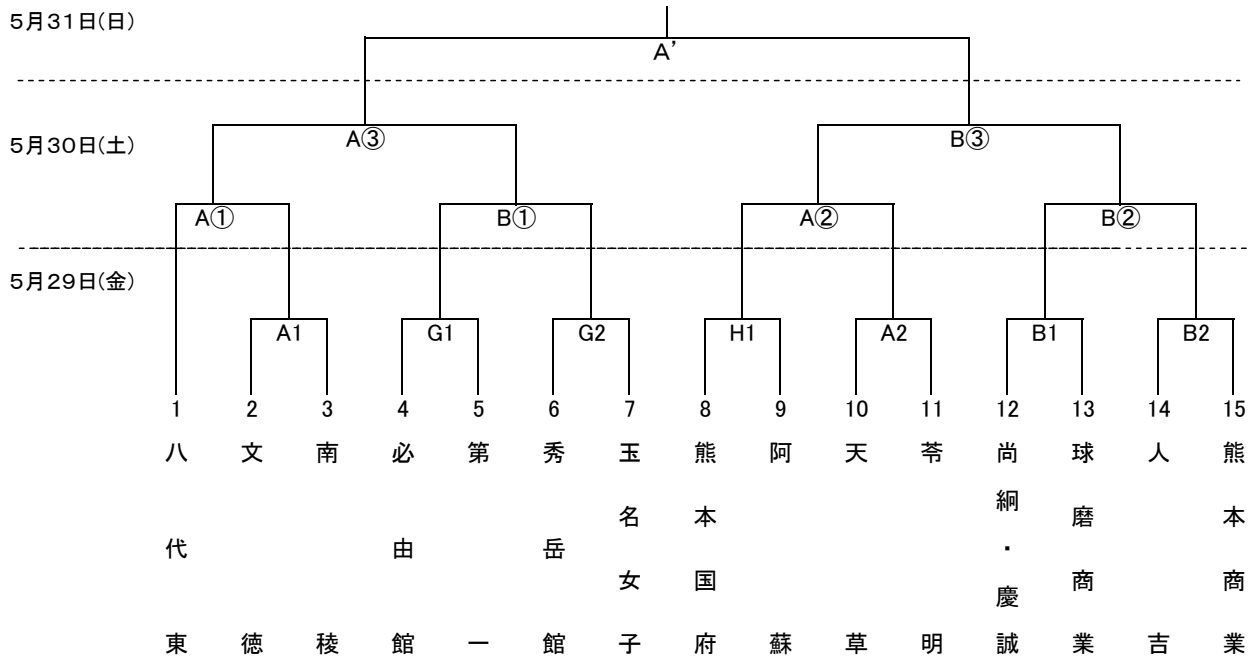 5月31日(日)
A’
5月30日(土)
A③ B③
A① B① A② B②
5月29日(金)
A1 G1 G2 H1 A2 B1 B2
1 2 3 4 5 6 7 8 9 10 11 12 13 14 15
八代東
文徳
南稜
必由館
第一
秀岳館
玉名女子
熊本国府
阿蘇
天草
苓明
尚絅・慶誠
球磨商業
人吉
熊本商業